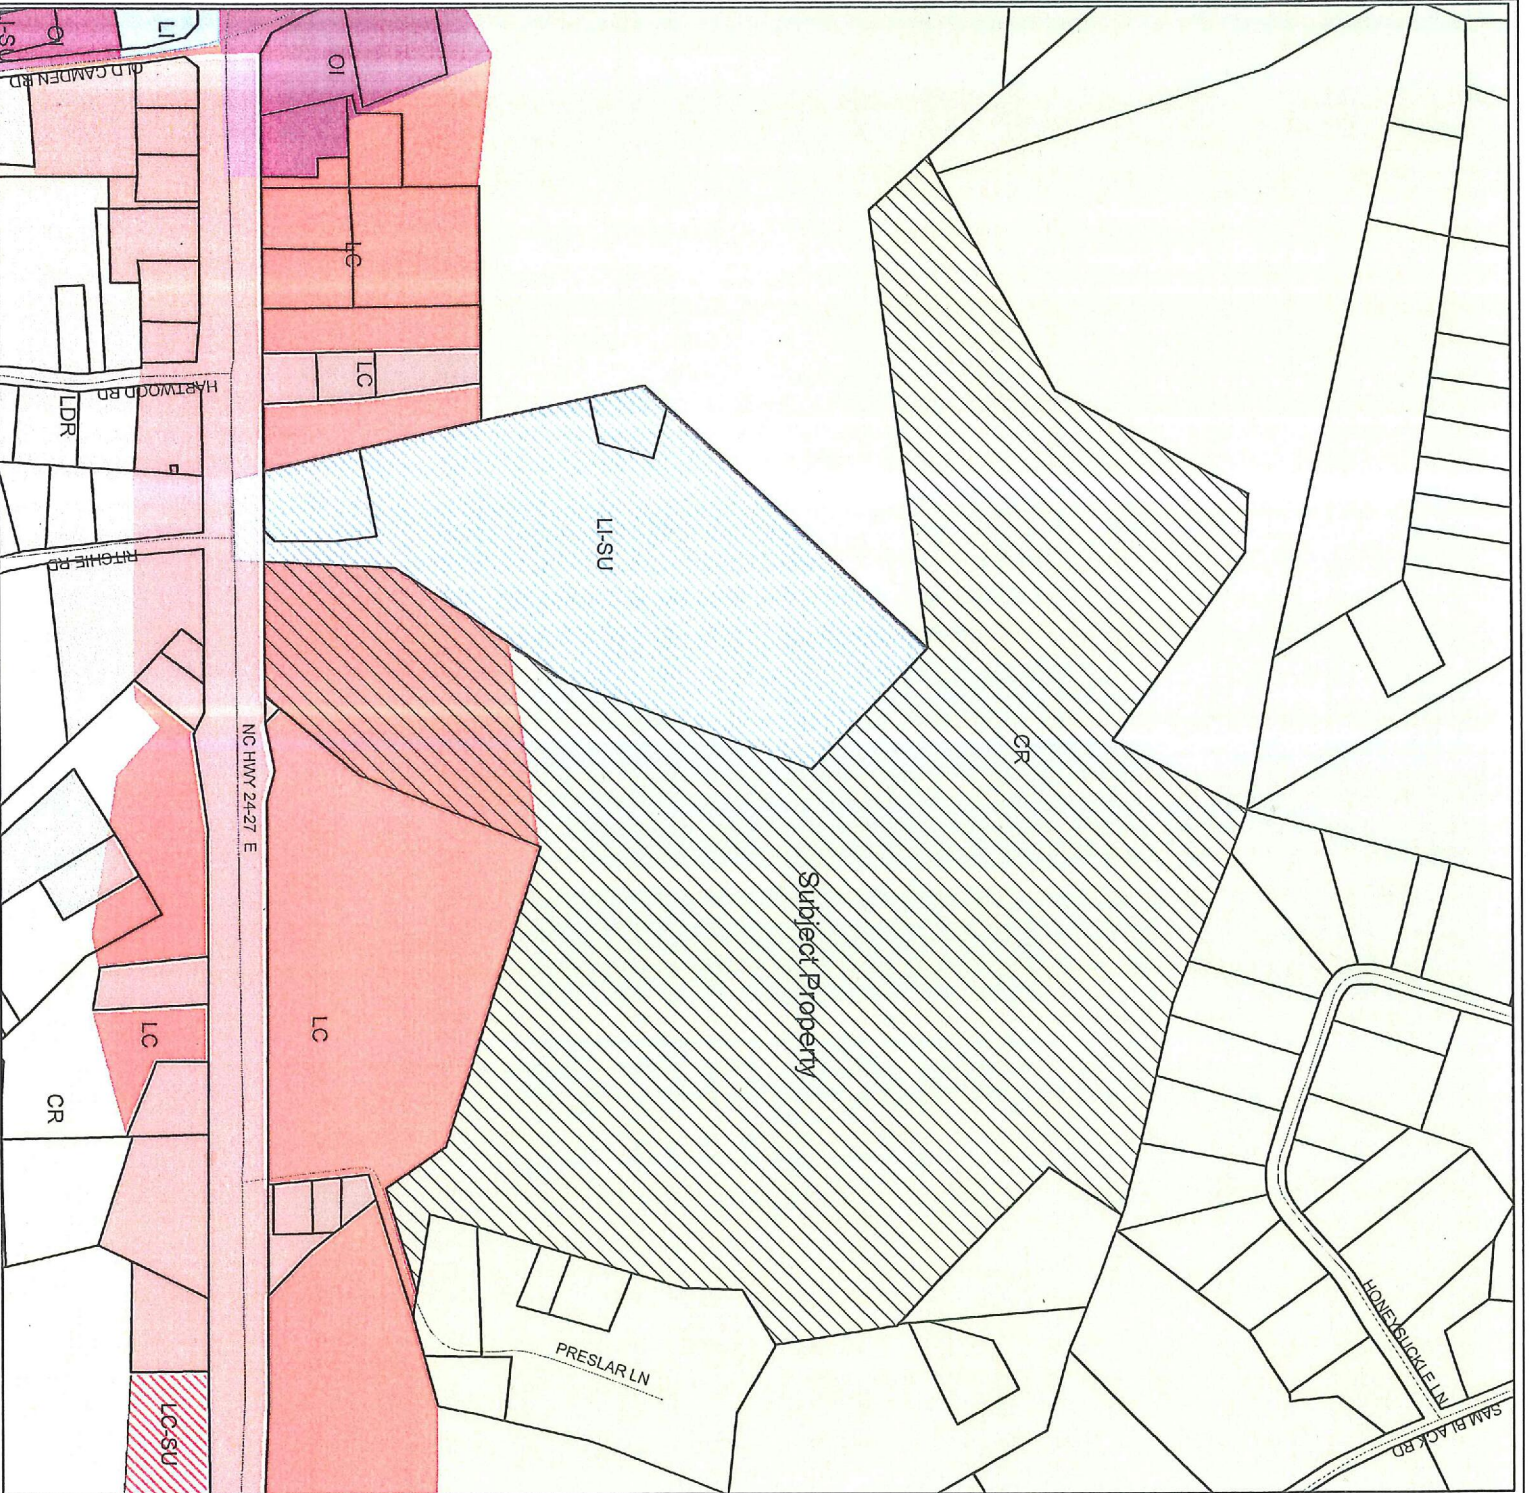 I-SU
OI
LI
OLD CAMDEN RD
OI
LC
LC
HARTWOOD RD
LDR
LI-SU
RITCHIE RD
CR
NC HWY 24-27 E
Subject Property
LC
LC
CR
HONEYSUCKLE LN
PRESLAR LN
SAM BLACK RD
LC-SU